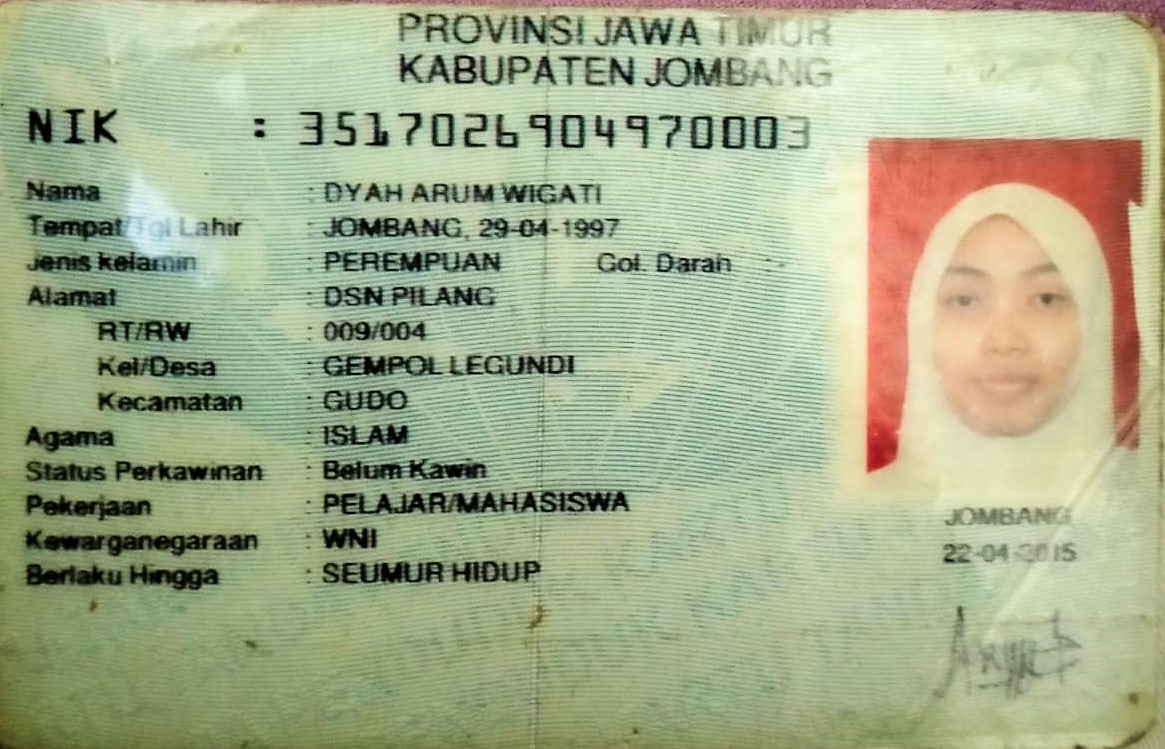 PROVINSI JAWA TIMUR
KABUPATEN JOMBANG
NIK : 3517026904970003
Nama : DYAH ARUM WIGATI
Tempat/Tgl Lahir : JOMBANG, 29-04-1997
Jenis kelamin : PEREMPUAN Gol. Darah : -
Alamat : DSN PILANG
RT/RW : 009/004
Kel/Desa : GEMPOL LEGUNDI
Kecamatan : GUDO
Agama : ISLAM
Status Perkawinan : Belum Kawin
Pekerjaan : PELAJAR/MAHASISWA
Kewarganegaraan : WNI
Berlaku Hingga : SEUMUR HIDUP
JOMBANG
22-04-2015